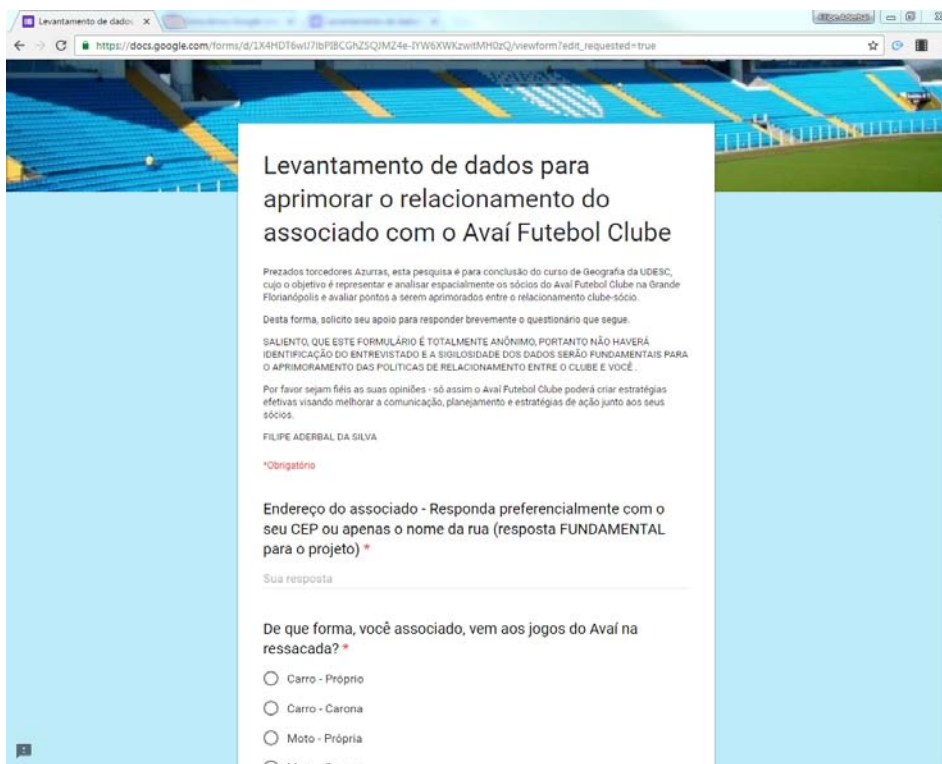 Levantamento de dados
https://docs.google.com/forms/d/
/viewform?edit_requested=true
Levantamento de dados para
aprimorar o relacionamento do
associado com o Avaí Futebol Clube
Prezados torcedores Azurras, esta pesquisa é para conclusão do curso de Geografia da UDESC,
cujo o objetivo é representar e analisar espacialmente os sócios do Avaí Futebol Clube na Grande
Florianópolis e avaliar pontos a serem aprimorados entre o relacionamento clube-sócio.
Desta forma, solicito seu apoio para responder brevemente o questionário que segue.
SALIENTO, QUE ESTE FORMULÁRIO É TOTALMENTE ANÔNIMO, PORTANTO NÃO HAVERÁ
IDENTIFICAÇÃO DO ENTREVISTADO E A SIGILOSIDADE DOS DADOS SERÃO FUNDAMENTAIS PARA
O APRIMORAMENTO DAS POLITICAS DE RELACIONAMENTO ENTRE O CLUBE E VOCÊ .
Por favor sejam fiéis as suas opiniões - só assim o Avaí Futebol Clube poderá criar estratégias
efetivas visando melhorar a comunicação, planejamento e estratégias de ação junto aos seus
sócios.
FILIPE ADERBAL DA SILVA
*Obrigatório
Endereço do associado - Responda preferencialmente com o
seu CEP ou apenas o nome da rua (resposta FUNDAMENTAL
para o projeto) *
Sua resposta
De que forma, você associado, vem aos jogos do Avaí na
ressacada? *
Carro - Próprio
Carro - Carona
Moto - Própria